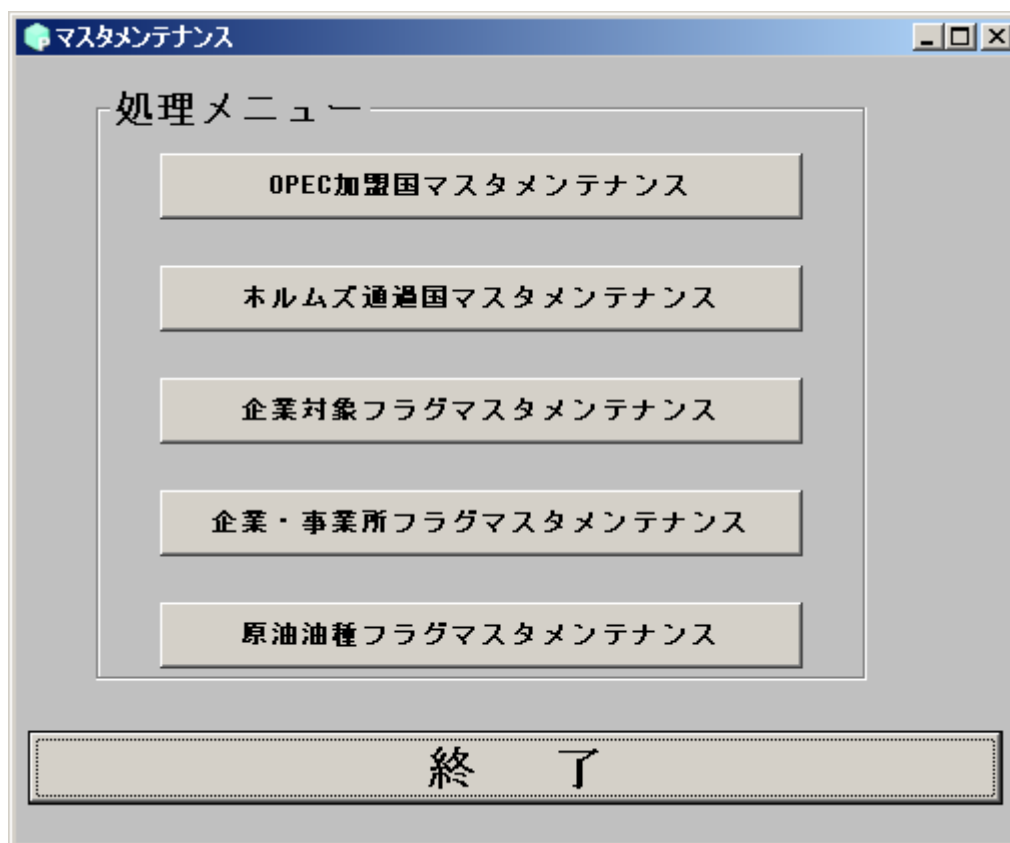 マスタメンテナンス
処理メニュー
OPEC加盟国マスタメンテナンス
ホルムズ通過国マスタメンテナンス
企業対象フラグマスタメンテナンス
企業・事業所フラグマスタメンテナンス
原油油種フラグマスタメンテナンス
終　了